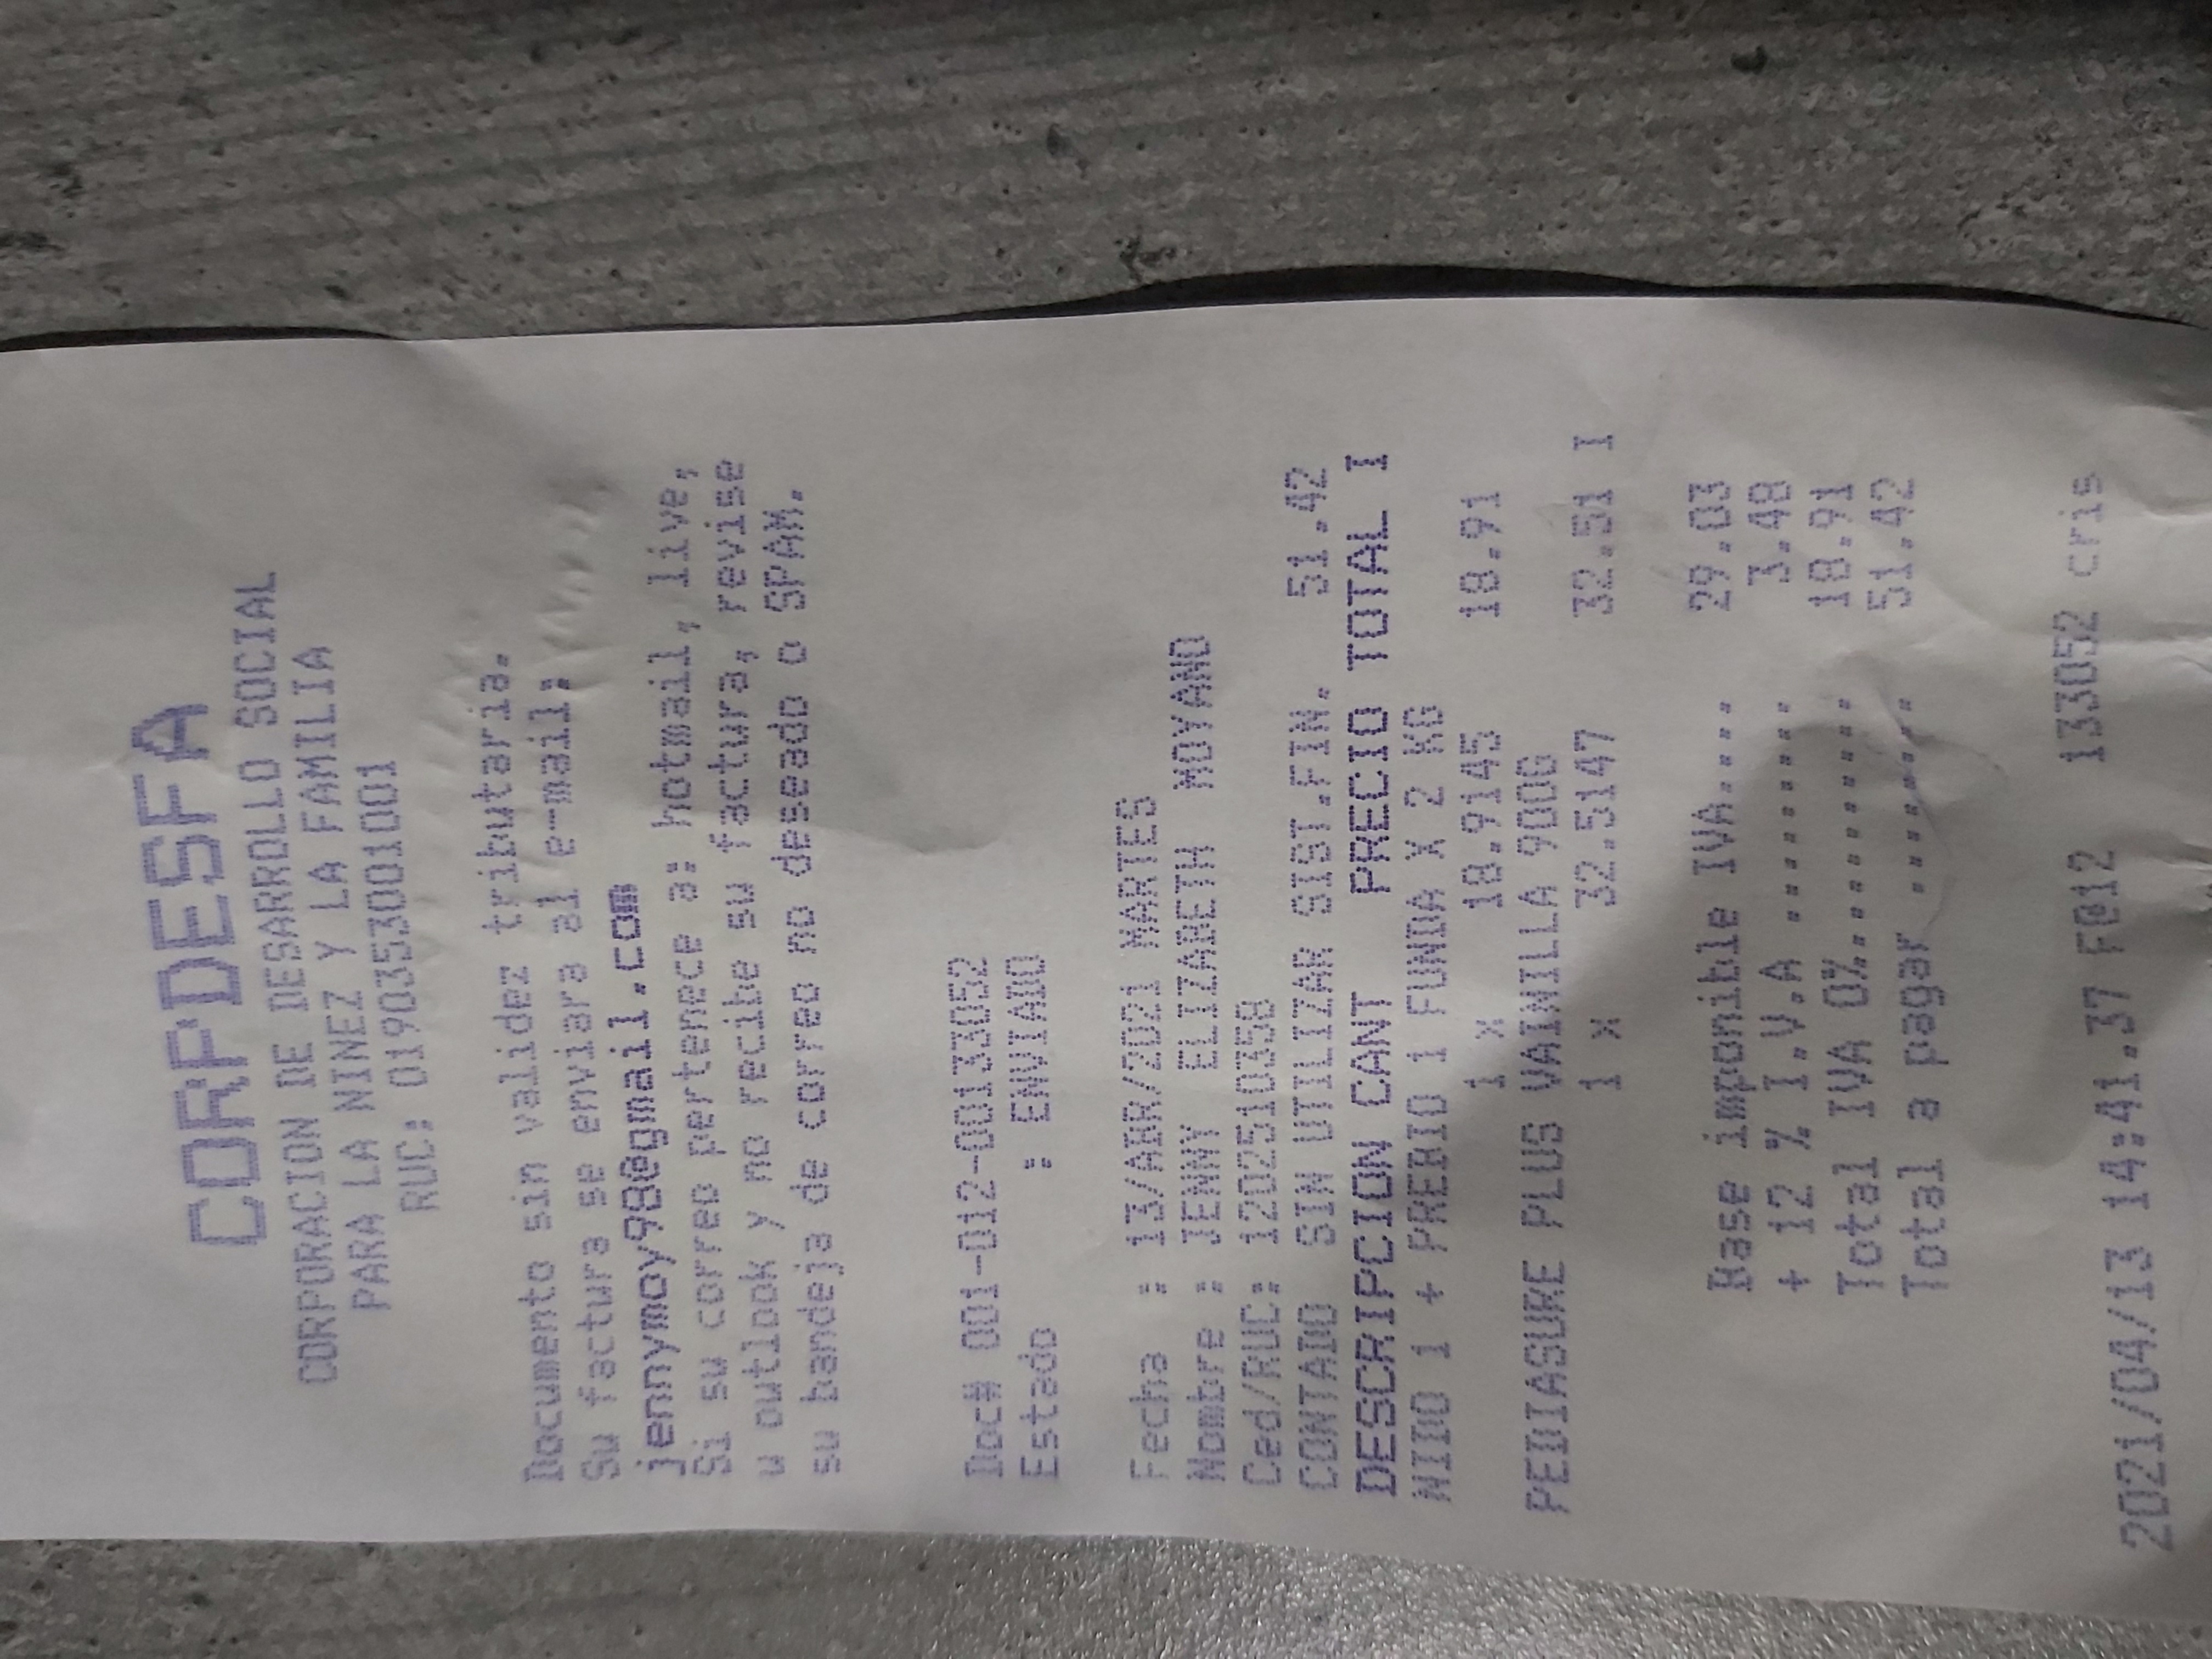 CORPDESFA
CORPORACION DE DESARROLLO SOCIAL
PARA LA NINEZ Y LA FAMILIA
RUC: 0190353001001
Documento sin validez tributaria.
Su factura se enviara al e-mail:
jennymoy98@gmail.com
Si su correo pertenece a: hotmail, live,
u outlook y no recibe su factura, revise
su bandeja de correo no deseado o SPAM.
Doc# 001-012-00133052
Estado : ENVIADO
Fecha : 13/ABR/2021 MARTES
Nombre : JENNY ELIZABETH MOYANO
Ced/RUC: 1202510358
CONTADO SIN UTILIZAR SIST.FIN. 51.42
DESCRIPCION CANT PRECIO TOTAL I
NIDO 1 + PREBIO 1 FUNDA X 2 KG
1 x 18.9145 18.91
PEDIASURE PLUS VAINILLA 900G
1 x 32.5147 32.51 I
Base imponible IVA.... 29.03
+ 12 % I.V.A ......... 3.48
Total IVA 0%........... 18.91
Total a pagar ........ 51.42
2021/04/13 14:41.37 F@12 133052 cris